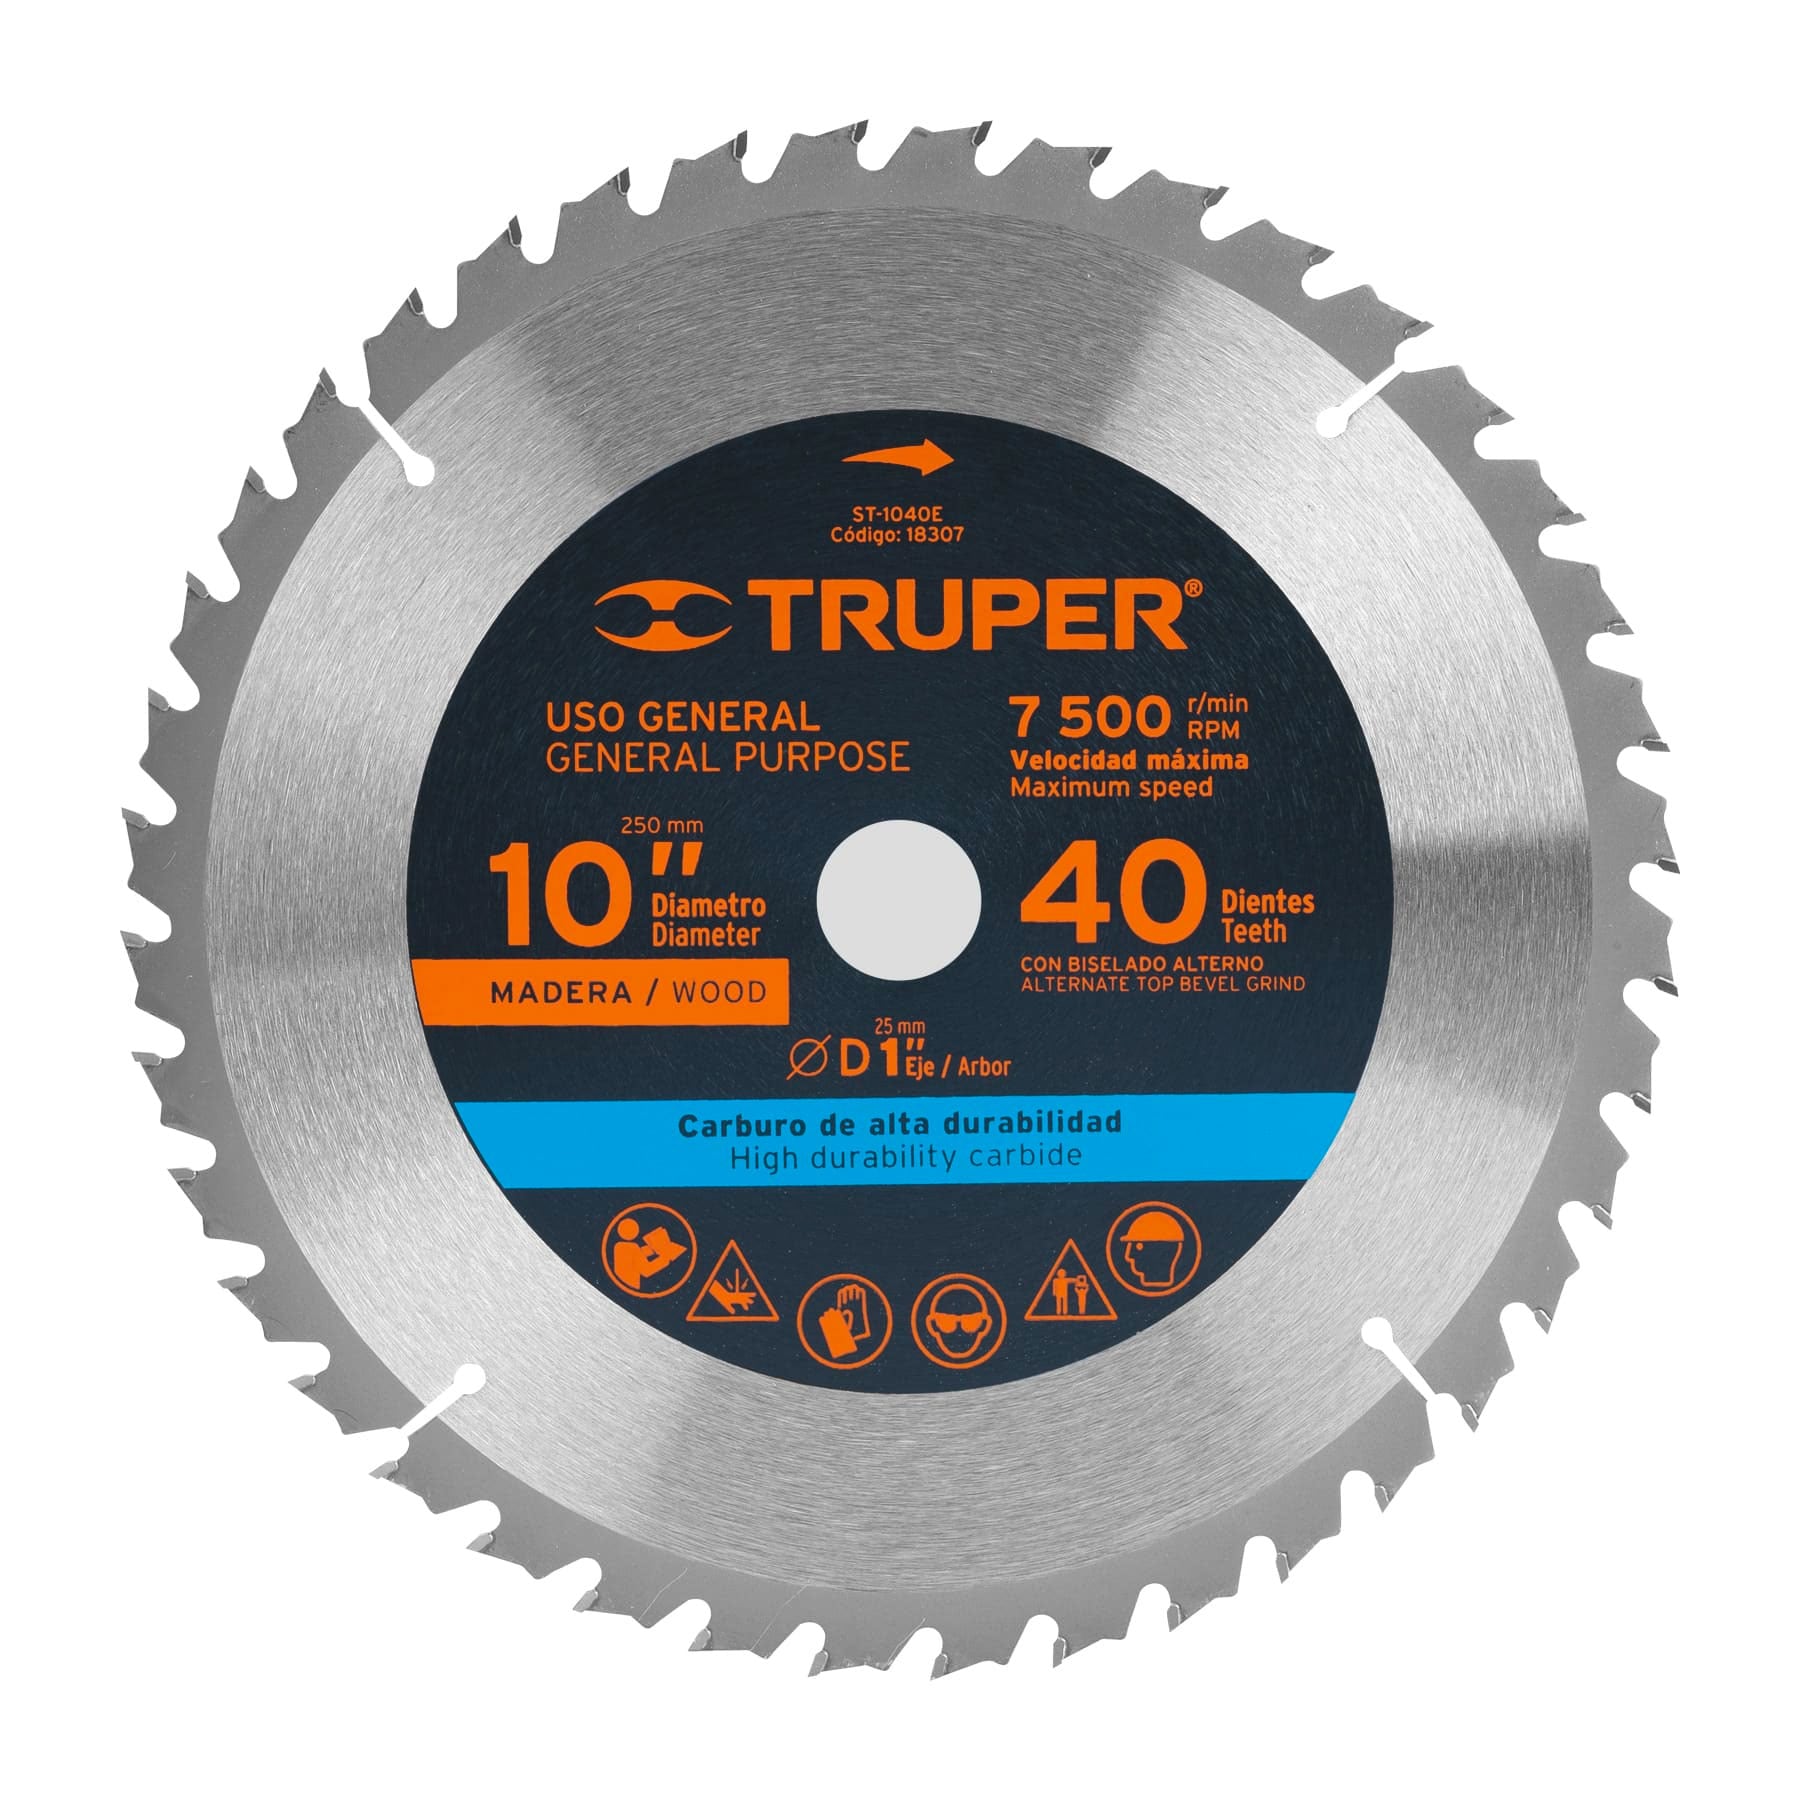 ST-1040E
Código: 18307
TRUPER®
USO GENERAL
GENERAL PURPOSE
7 500 r/min
RPM
Velocidad máxima
Maximum speed
250 mm
10"
Diametro
Diameter
40
Dientes
Teeth
CON BISELADO ALTERNO
ALTERNATE TOP BEVEL GRIND
MADERA / WOOD
25 mm
Ø D 1" Eje / Arbor
Carburo de alta durabilidad
High durability carbide